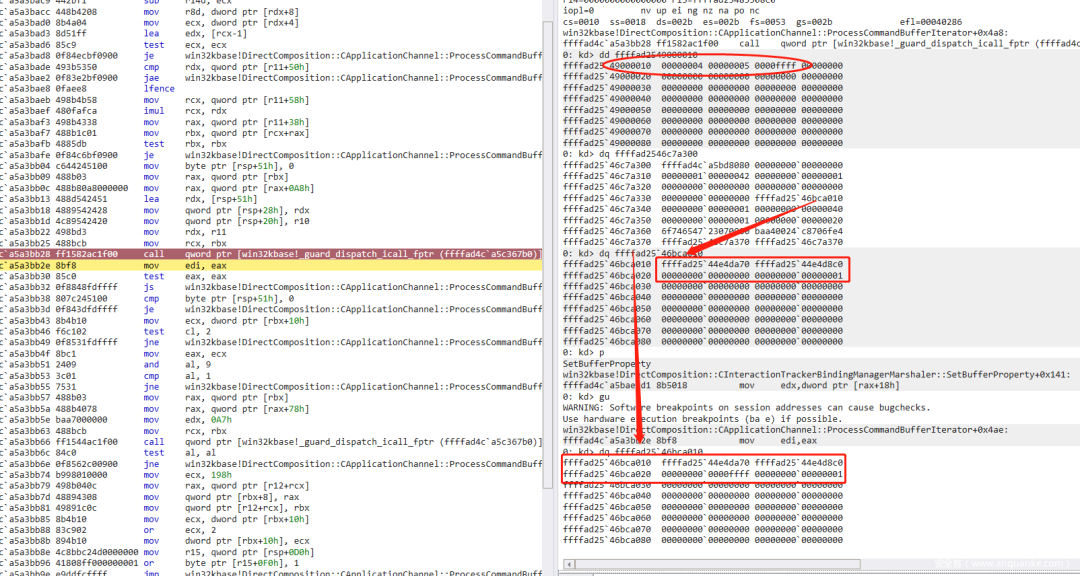 c`a5a3bac9 442bf1 sub r14d, ecx
c`a5a3bacc 448b4208 mov r8d, dword ptr [rdx+8]
c`a5a3bad0 8b4a04 mov ecx, dword ptr [rdx+4]
c`a5a3bad3 8d51ff lea edx, [rcx-1]
c`a5a3bad6 85c9 test ecx, ecx
c`a5a3bad8 0f84ecbf0900 je win32kbase!DirectComposition::CApplicationChannel::ProcessCommandBuff
c`a5a3bade 493b5350 cmp rdx, qword ptr [r11+50h]
c`a5a3bae2 0f83e2bf0900 jae win32kbase!DirectComposition::CApplicationChannel::ProcessCommandBuff
c`a5a3bae8 0faee8 lfence
c`a5a3baeb 498b4b58 mov rcx, qword ptr [r11+58h]
c`a5a3baef 480fafca imul rcx, rdx
c`a5a3baf3 498b4338 mov rax, qword ptr [r11+38h]
c`a5a3baf7 488b1c01 mov rbx, qword ptr [rcx+rax]
c`a5a3bafb 4885db test rbx, rbx
c`a5a3bafe 0f84c6bf0900 je win32kbase!DirectComposition::CApplicationChannel::ProcessCommandBuff
c`a5a3bb04 c644245100 mov byte ptr [rsp+51h], 0
c`a5a3bb09 488b03 mov rax, qword ptr [rbx]
c`a5a3bb0c 488b80a8000000 mov rax, qword ptr [rax+0A8h]
c`a5a3bb13 488d542451 lea rdx, [rsp+51h]
c`a5a3bb18 4889542428 mov qword ptr [rsp+28h], rdx
c`a5a3bb1d 4c89542420 mov qword ptr [rsp+20h], r10
c`a5a3bb22 498bd3 mov rdx, r11
c`a5a3bb25 488bcb mov rcx, rbx
c`a5a3bb28 ff1582ac1f00 call qword ptr [win32kbase!_guard_dispatch_icall_fptr (ffffad4c`a5c367b0)]
c`a5a3bb2e 8bf8 mov edi, eax
c`a5a3bb30 85c0 test eax, eax
c`a5a3bb32 0f8848fdffff js win32kbase!DirectComposition::CApplicationChannel::ProcessCommandBuff
c`a5a3bb38 807c245100 cmp byte ptr [rsp+51h], 0
c`a5a3bb3d 0f843dfdffff je win32kbase!DirectComposition::CApplicationChannel::ProcessCommandBuff
c`a5a3bb43 8b4b10 mov ecx, dword ptr [rbx+10h]
c`a5a3bb46 f6c102 test cl, 2
c`a5a3bb49 0f8531fdffff jne win32kbase!DirectComposition::CApplicationChannel::ProcessCommandBuff
c`a5a3bb4f 8bc1 mov eax, ecx
c`a5a3bb51 2409 and al, 9
c`a5a3bb53 3c01 cmp al, 1
c`a5a3bb55 7531 jne win32kbase!DirectComposition::CApplicationChannel::ProcessCommandBuff
c`a5a3bb57 488b03 mov rax, qword ptr [rbx]
c`a5a3bb5a 488b4078 mov rax, qword ptr [rax+78h]
c`a5a3bb5e baa7000000 mov edx, 0A7h
c`a5a3bb63 488bcb mov rcx, rbx
c`a5a3bb66 ff1544ac1f00 call qword ptr [win32kbase!_guard_dispatch_icall_fptr (ffffad4c`a5c367b0)]
c`a5a3bb6c 84c0 test al, al
c`a5a3bb6e 0f8562c00900 jne win32kbase!DirectComposition::CApplicationChannel::ProcessCommandBuff
c`a5a3bb74 b998010000 mov ecx, 198h
c`a5a3bb79 498b040c mov rax, qword ptr [r12+rcx]
c`a5a3bb7d 48894308 mov qword ptr [rbx+8], rax
c`a5a3bb81 49891c0c mov qword ptr [r12+rcx], rbx
c`a5a3bb85 8b4b10 mov ecx, dword ptr [rbx+10h]
c`a5a3bb88 83c902 or ecx, 2
c`a5a3bb8b 894b10 mov dword ptr [rbx+10h], ecx
c`a5a3bb8e 4c8bbc24d0000000 mov r15, qword ptr [rsp+0D0h]
c`a5a3bb96 41808ff000000001 or byte ptr [r15+0F0h], 1
c`a5a3bb9e e9ddfcffff jmp win32kbase!DirectComposition::CApplicationChannel::ProcessCommandBuff
iopl=0 nv up ei ng nz na po nc
cs=0010 ss=0018 ds=002b es=002b fs=0053 gs=002b efl=00040286
win32kbase!DirectComposition::CApplicationChannel::ProcessCommandBufferIterator+0x4a8:
ffffad4c`a5a3bb28 ff1582ac1f00 call qword ptr [win32kbase!_guard_dispatch_icall_fptr (ffffad4c
0: kd> dd ffffad2549000010
ffffad25`49000010 00000004 00000005 0000ffff 00000000
ffffad25`49000020 00000000 00000000 00000000 00000000
ffffad25`49000030 00000000 00000000 00000000 00000000
ffffad25`49000040 00000000 00000000 00000000 00000000
ffffad25`49000050 00000000 00000000 00000000 00000000
ffffad25`49000060 00000000 00000000 00000000 00000000
ffffad25`49000070 00000000 00000000 00000000 00000000
ffffad25`49000080 00000000 00000000 00000000 00000000
0: kd> dq ffffad2546c7a300
ffffad25`46c7a300 ffffad4c`a5bd8080 00000000`00000000
ffffad25`46c7a310 00000001`00000042 00000000`00000001
ffffad25`46c7a320 00000000`00000000 00000000`00000000
ffffad25`46c7a330 00000000`00000000 ffffad25`46bca010
ffffad25`46c7a340 00000000`00000001 00000000`00000040
ffffad25`46c7a350 00000000`00000001 00000000`00000020
ffffad25`46c7a360 6f746547`23070000 baa40024`c8706fe4
ffffad25`46c7a370 ffffad25`46c7a370 ffffad25`46c7a370
0: kd> dq ffffad25`46bca010
ffffad25`46bca010 ffffad25`44e4da70 ffffad25`44e4d8c0
ffffad25`46bca020 00000000`00000000 00000000`00000001
ffffad25`46bca030 00000000`00000000 00000000`00000000
ffffad25`46bca040 00000000`00000000 00000000`00000000
ffffad25`46bca050 00000000`00000000 00000000`00000000
ffffad25`46bca060 00000000`00000000 00000000`00000000
ffffad25`46bca070 00000000`00000000 00000000`00000000
ffffad25`46bca080 00000000`00000000 00000000`00000000
0: kd> p
SetBufferProperty
win32kbase!DirectComposition::CInteractionTrackerBindingManagerMarshaler::SetBufferProperty+0x141:
8b5018 mov edx,dword ptr [rax+18h]
0: kd> gu
WARNING: Software breakpoints on session addresses can cause bugchecks.
Use hardware execution breakpoints (ba e) if possible.
win32kbase!DirectComposition::CApplicationChannel::ProcessCommandBufferIterator+0x4ae:
ffffad4c`a5a3bb2e 8bf8 mov edi,eax
0: kd> dq ffffad25`46bca010
ffffad25`46bca010 ffffad25`44e4da70 ffffad25`44e4d8c0
ffffad25`46bca020 00000000`0000ffff 00000000`00000001
ffffad25`46bca030 00000000`00000000 00000000`00000000
ffffad25`46bca040 00000000`00000000 00000000`00000000
ffffad25`46bca050 00000000`00000000 00000000`00000000
ffffad25`46bca060 00000000`00000000 00000000`00000000
ffffad25`46bca070 00000000`00000000 00000000`00000000
ffffad25`46bca080 00000000`00000000 00000000`00000000